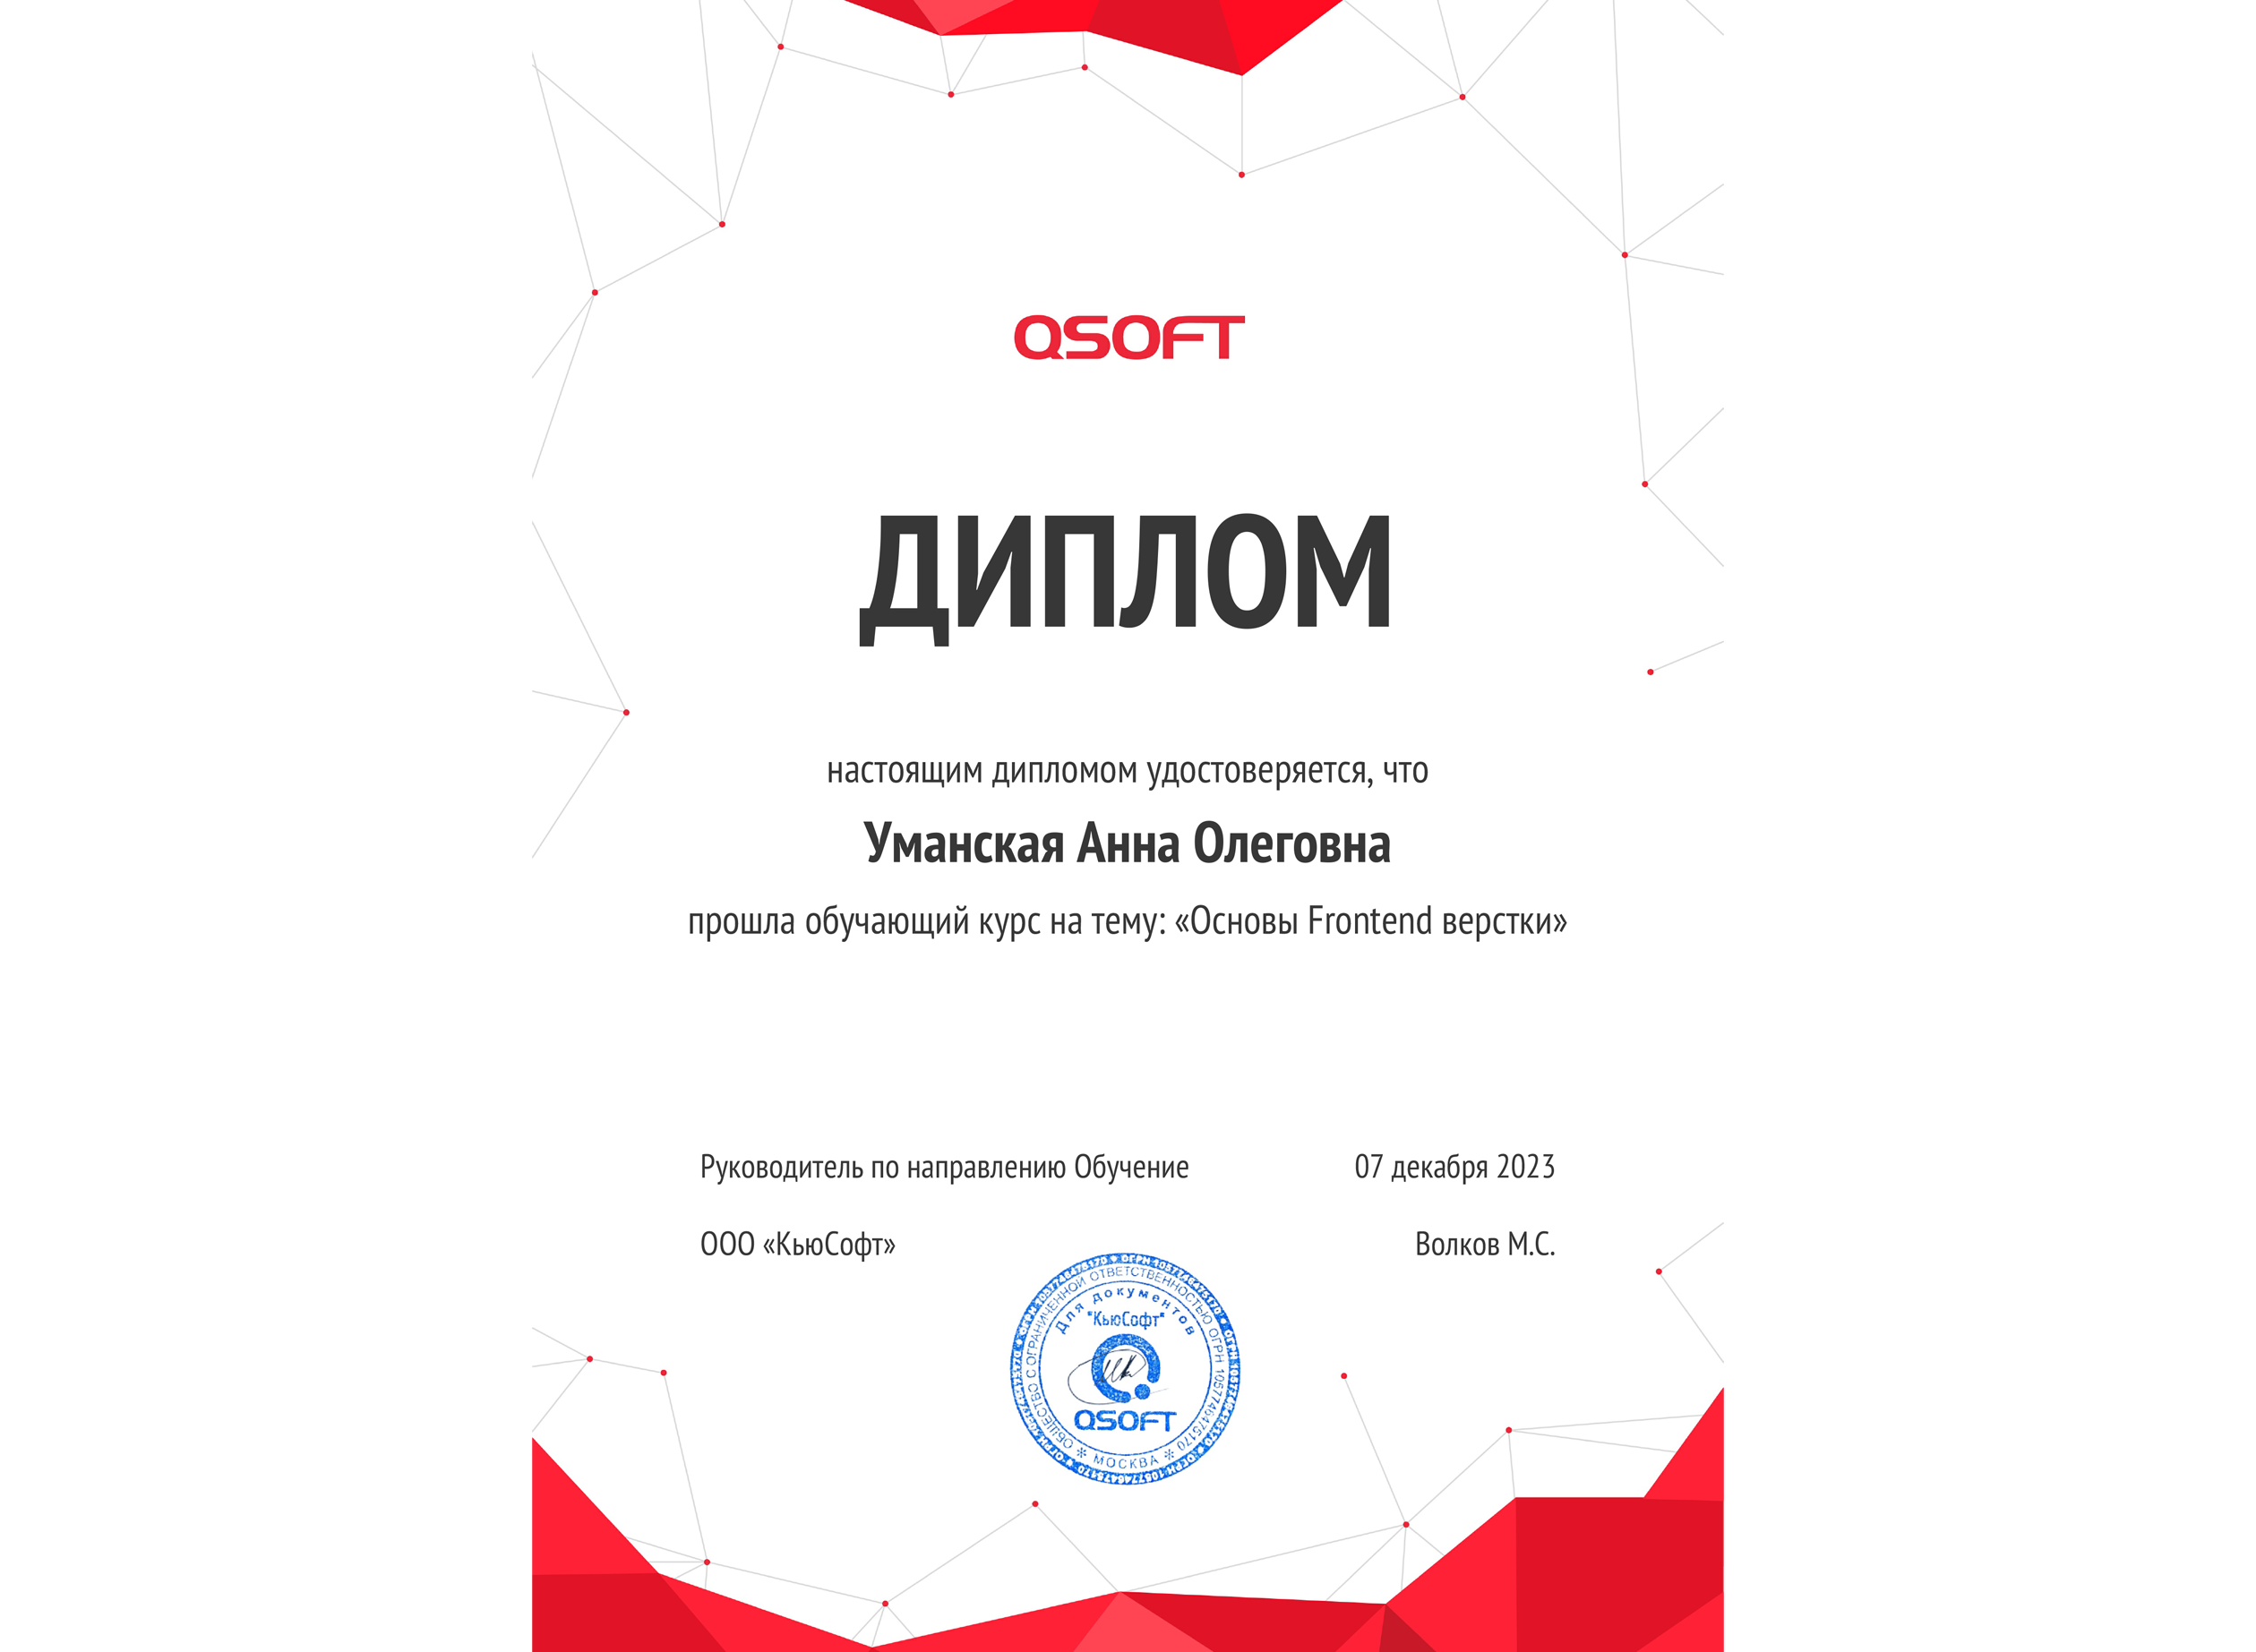 QSOFT
ДИПЛОМ
настоящим дипломом удостоверяется, что
Уманская Анна Олеговна
прошла обучающий курс на тему: «Основы Frontend верстки»
Руководитель по направлению Обучение
07 декабря 2023
ООО «КьюСофт»
Волков М.С.
ОБЩЕСТВО С ОГРАНИЧЕННОЙ ОТВЕТСТВЕННОСТЬЮ ОГРН 1057746475170
Для документов
"КьюСофт"
QSOFT
* МОСКВА *